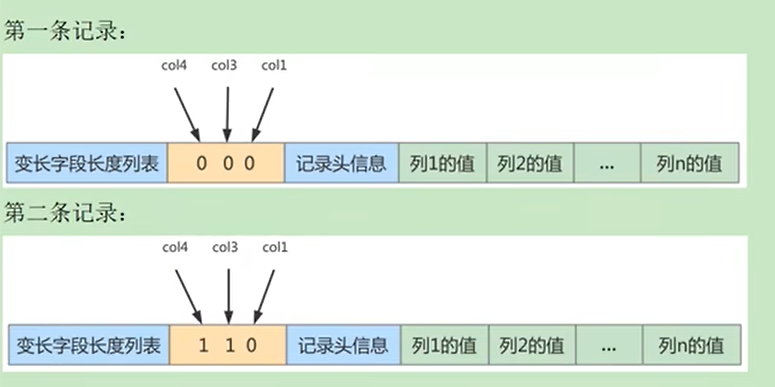 第一条记录：
col4 col3 col1
变长字段长度列表 0 0 0 记录头信息 列1的值 列2的值 ... 列n的值
第二条记录：
col4 col3 col1
变长字段长度列表 1 1 0 记录头信息 列1的值 列2的值 ... 列n的值